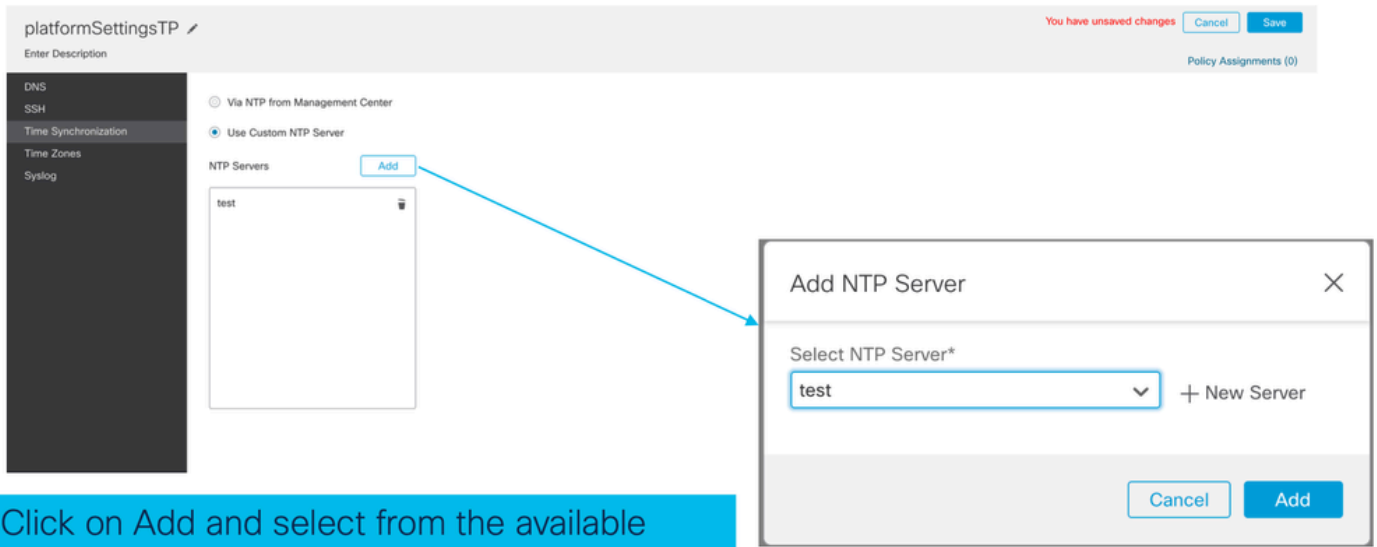 platformSettingsTP
You have unsaved changes Cancel Save
Enter Description
Policy Assignments (0)
DNS
SSH
Time Synchronization
Time Zones
Syslog
Via NTP from Management Center
Use Custom NTP Server
NTP Servers Add
test
Add NTP Server
Select NTP Server*
test
+ New Server
Cancel Add
Click on Add and select from the available